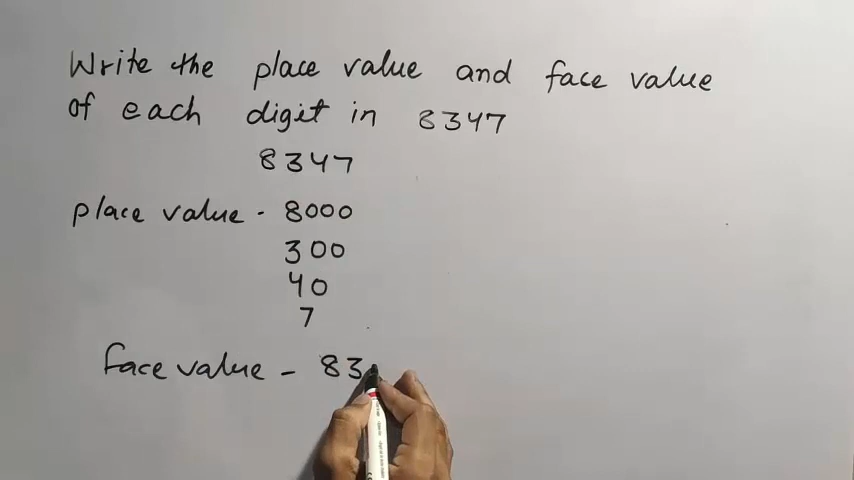 Write the place value and face value
of each digit in 8347
8347
place value - 8000
300
40
7
face value - 83